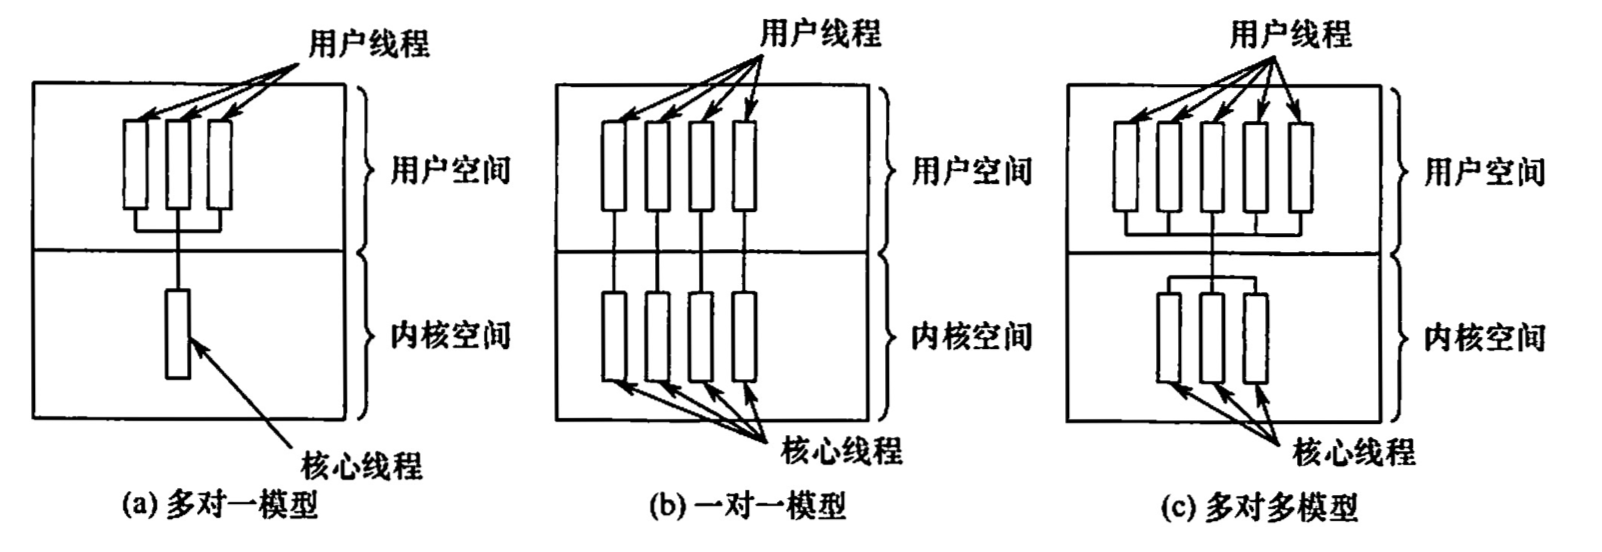 用户线程
用户空间
内核空间
核心线程
(a) 多对一模型
用户线程
用户空间
内核空间
核心线程
(b) 一对一模型
用户线程
用户空间
内核空间
核心线程
(c) 多对多模型